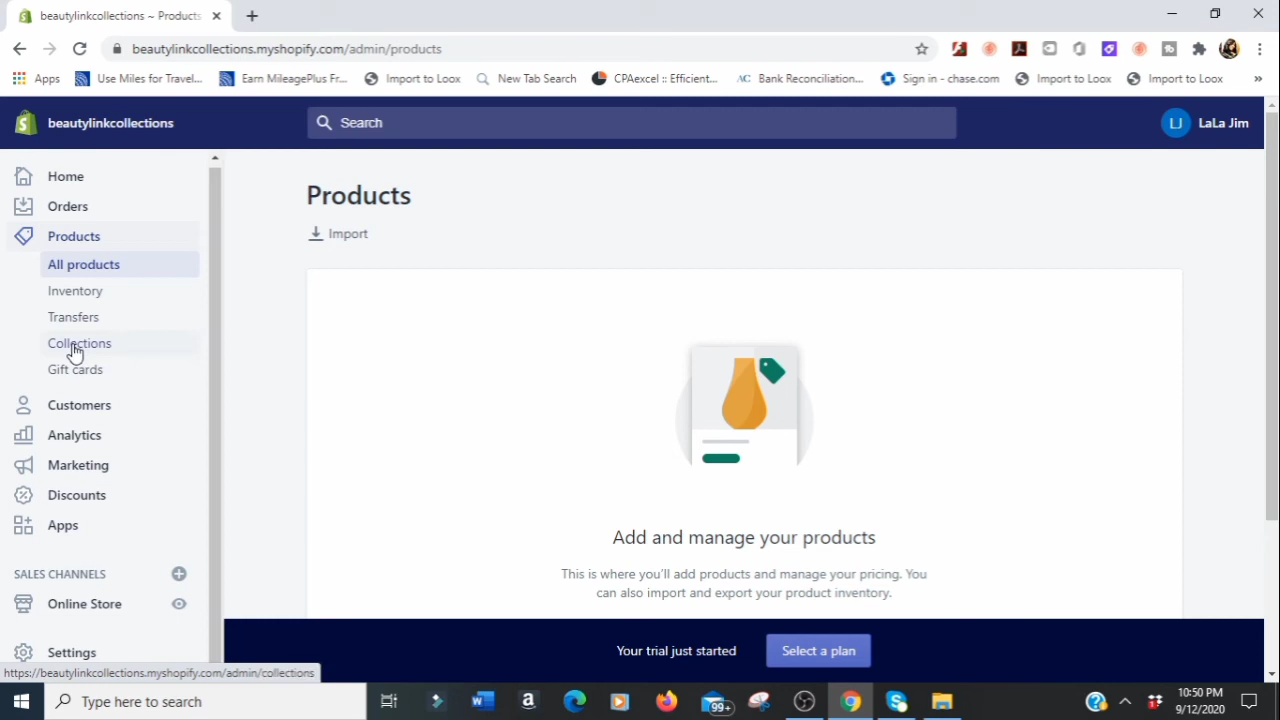 beautylinkcollections ~ Products
beautylinkcollections.myshopify.com/admin/products
Apps
Use Miles for Travel...
Earn MileagePlus Fr...
Import to Loox
New Tab Search
CPAexcel :: Efficient...
AC Bank Reconciliation...
Sign in - chase.com
Import to Loox
Import to Loox
»
beautylinkcollections
Search
LJ LaLa Jim
Home
Orders
Products
All products
Inventory
Transfers
Collections
Gift cards
Customers
Analytics
Marketing
Discounts
Apps
SALES CHANNELS
Online Store
Settings
https://beautylinkcollections.myshopify.com/admin/collections
Products
Import
Add and manage your products
This is where you'll add products and manage your pricing. You
can also import and export your product inventory.
Your trial just started
Select a plan
Type here to search
99+
10:50 PM
9/12/2020